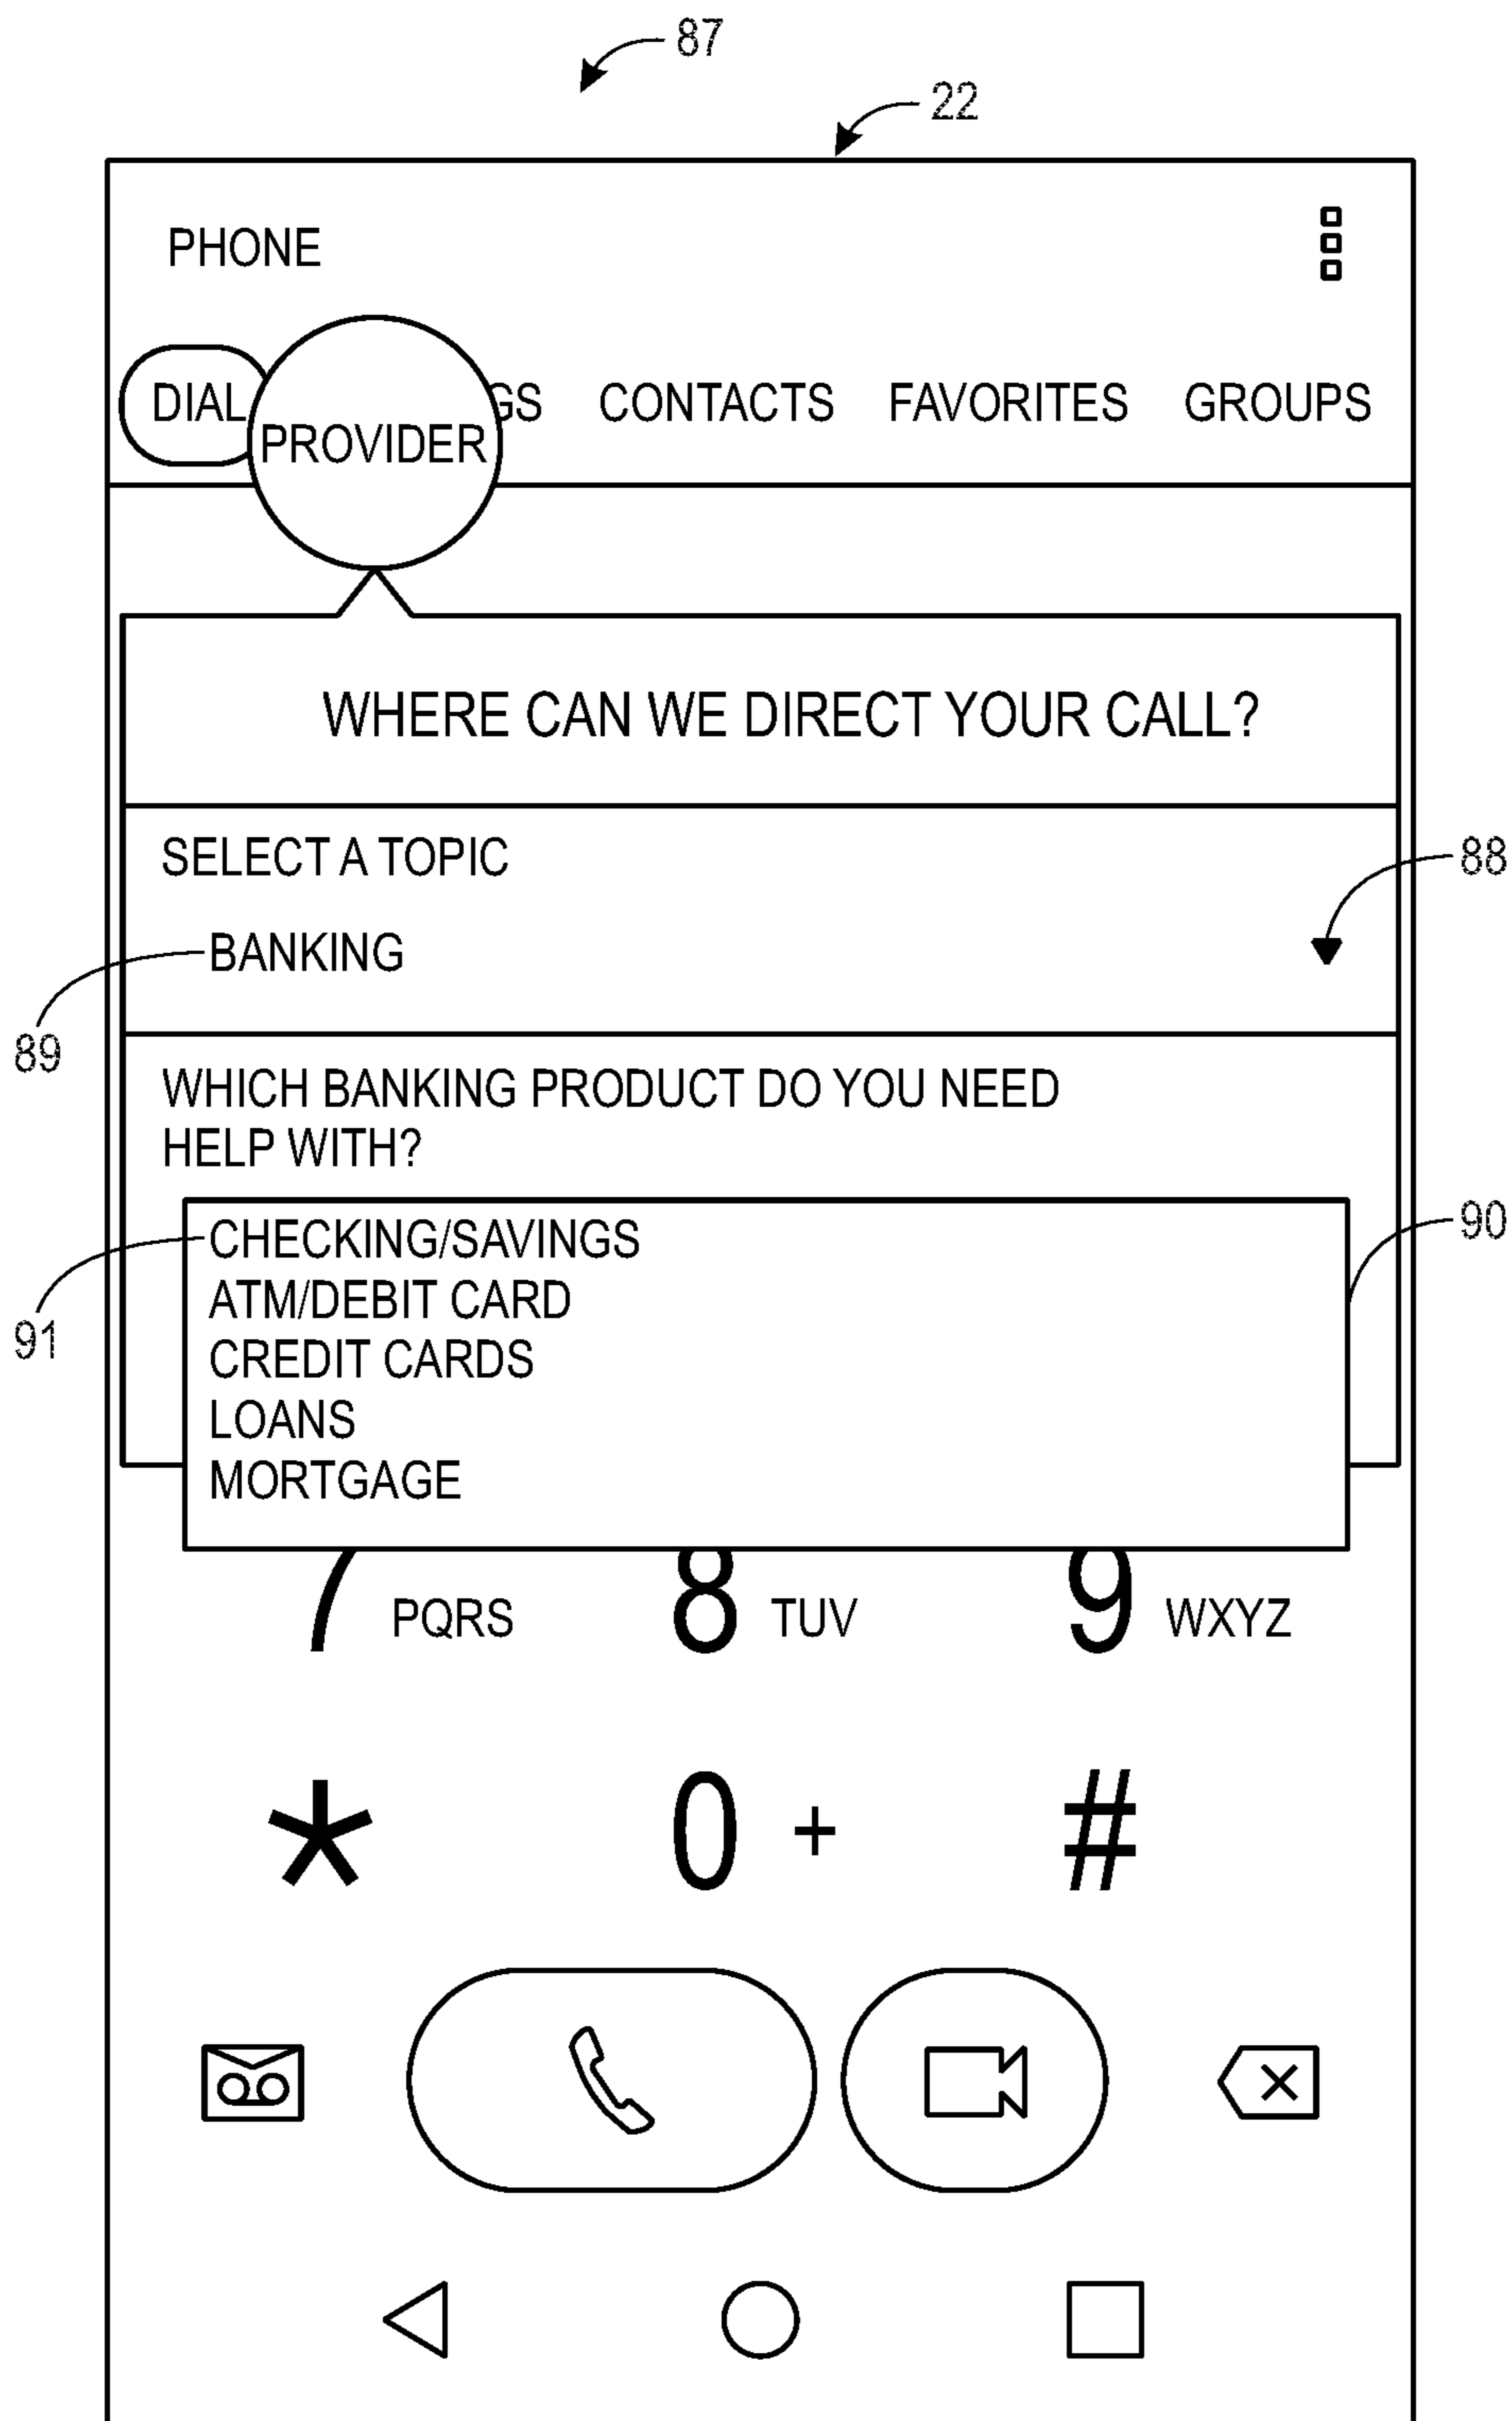 87
22
PHONE
DIAL PROVIDER GS CONTACTS FAVORITES GROUPS
WHERE CAN WE DIRECT YOUR CALL?
SELECT A TOPIC
88
BANKING
89
WHICH BANKING PRODUCT DO YOU NEED
HELP WITH?
90
CHECKING/SAVINGS
91
ATM/DEBIT CARD
CREDIT CARDS
LOANS
MORTGAGE
7 PQRS 8 TUV 9 WXYZ
* 0 + #